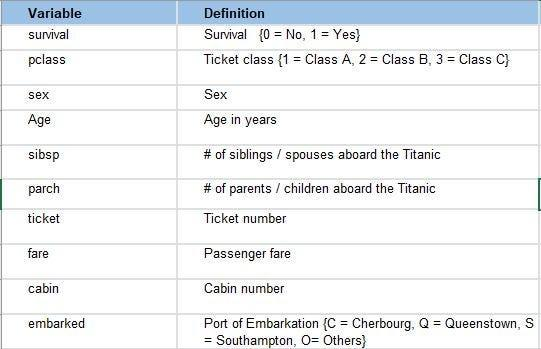 Variable Definition
survival Survival {0 = No, 1 = Yes}
pclass Ticket class {1 = Class A, 2 = Class B, 3 = Class C}
sex Sex
Age Age in years
sibsp # of siblings / spouses aboard the Titanic
parch # of parents / children aboard the Titanic
ticket Ticket number
fare Passenger fare
cabin Cabin number
embarked Port of Embarkation {C = Cherbourg, Q = Queenstown, S
= Southampton, O= Others}